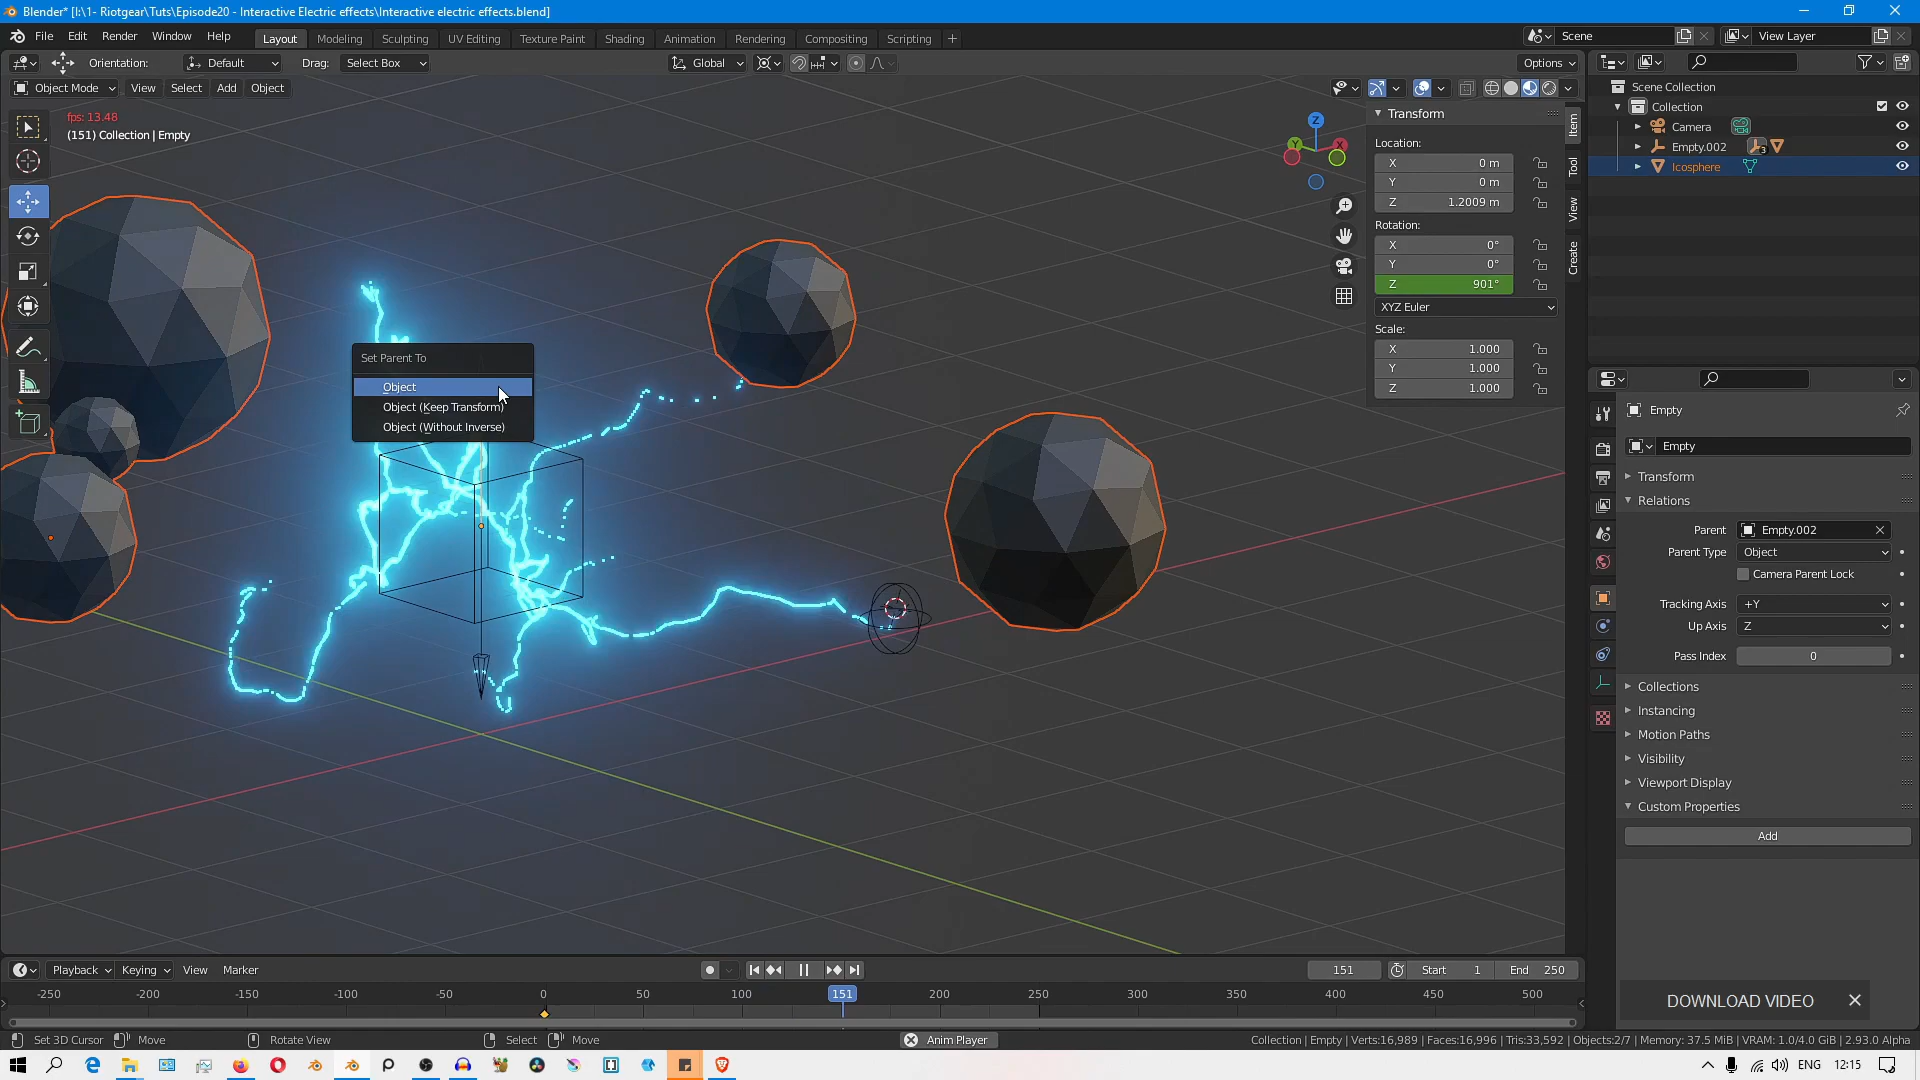 Blender* [I:\1- Riotgear\Tuts\Episode20 - Interactive Electric effects\Interactive electric effects.blend]
File Edit Render Window Help Layout Modeling Sculpting UV Editing Texture Paint Shading Animation Rendering Compositing Scripting + Scene View Layer
Orientation: Default Drag: Select Box Global Options
Object Mode View Select Add Object
fps: 13.48
(151) Collection | Empty
Z
Y
X
Transform
Location:
X 0 m
Y 0 m
Z 1.2009 m
Rotation:
X 0°
Y 0°
Z 901°
XYZ Euler
Scale:
X 1.000
Y 1.000
Z 1.000
Item
Tool
View
Create
Set Parent To
Object
Object (Keep Transform)
Object (Without Inverse)
Scene Collection
Collection
Camera
Empty.002 3
Icosphere
Empty
Empty
Transform
Relations
Parent Empty.002
Parent Type Object
Camera Parent Lock
Tracking Axis +Y
Up Axis Z
Pass Index 0
Collections
Instancing
Motion Paths
Visibility
Viewport Display
Custom Properties
Add
DOWNLOAD VIDEO
Playback Keying View Marker 151 Start 1 End 250
-250 -200 -150 -100 -50 0 50 100 151 200 250 300 350 400 450 500
Set 3D Cursor Move Rotate View Select Move Anim Player Collection | Empty | Verts:16,989 | Faces:16,996 | Tris:33,592 | Objects:2/7 | Memory: 37.5 MiB | VRAM: 1.0/4.0 GiB | 2.93.0 Alpha
ENG 12:15